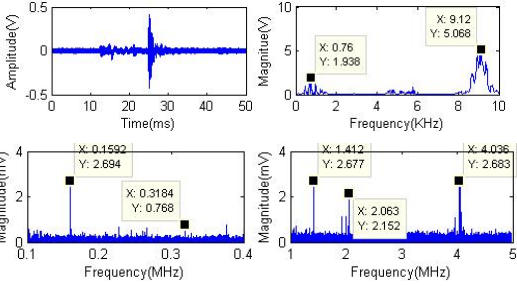 0.5
0
-0.5
Amplitude(V)
0 10 20 30 40 50
Time(ms)
10
5
0
Magnitue(V)
X: 0.76
Y: 1.938
X: 9.12
Y: 5.068
0 2 4 6 8 10
Frequency(KHz)
4
2
0
Magnitude(mV)
X: 0.1592
Y: 2.694
X: 0.3184
Y: 0.768
0.1 0.2 0.3 0.4
Frequency(MHz)
4
2
0
Magnitude(mV)
X: 1.412
Y: 2.677
X: 2.063
Y: 2.152
X: 4.036
Y: 2.683
1 2 3 4 5
Frequency(MHz)